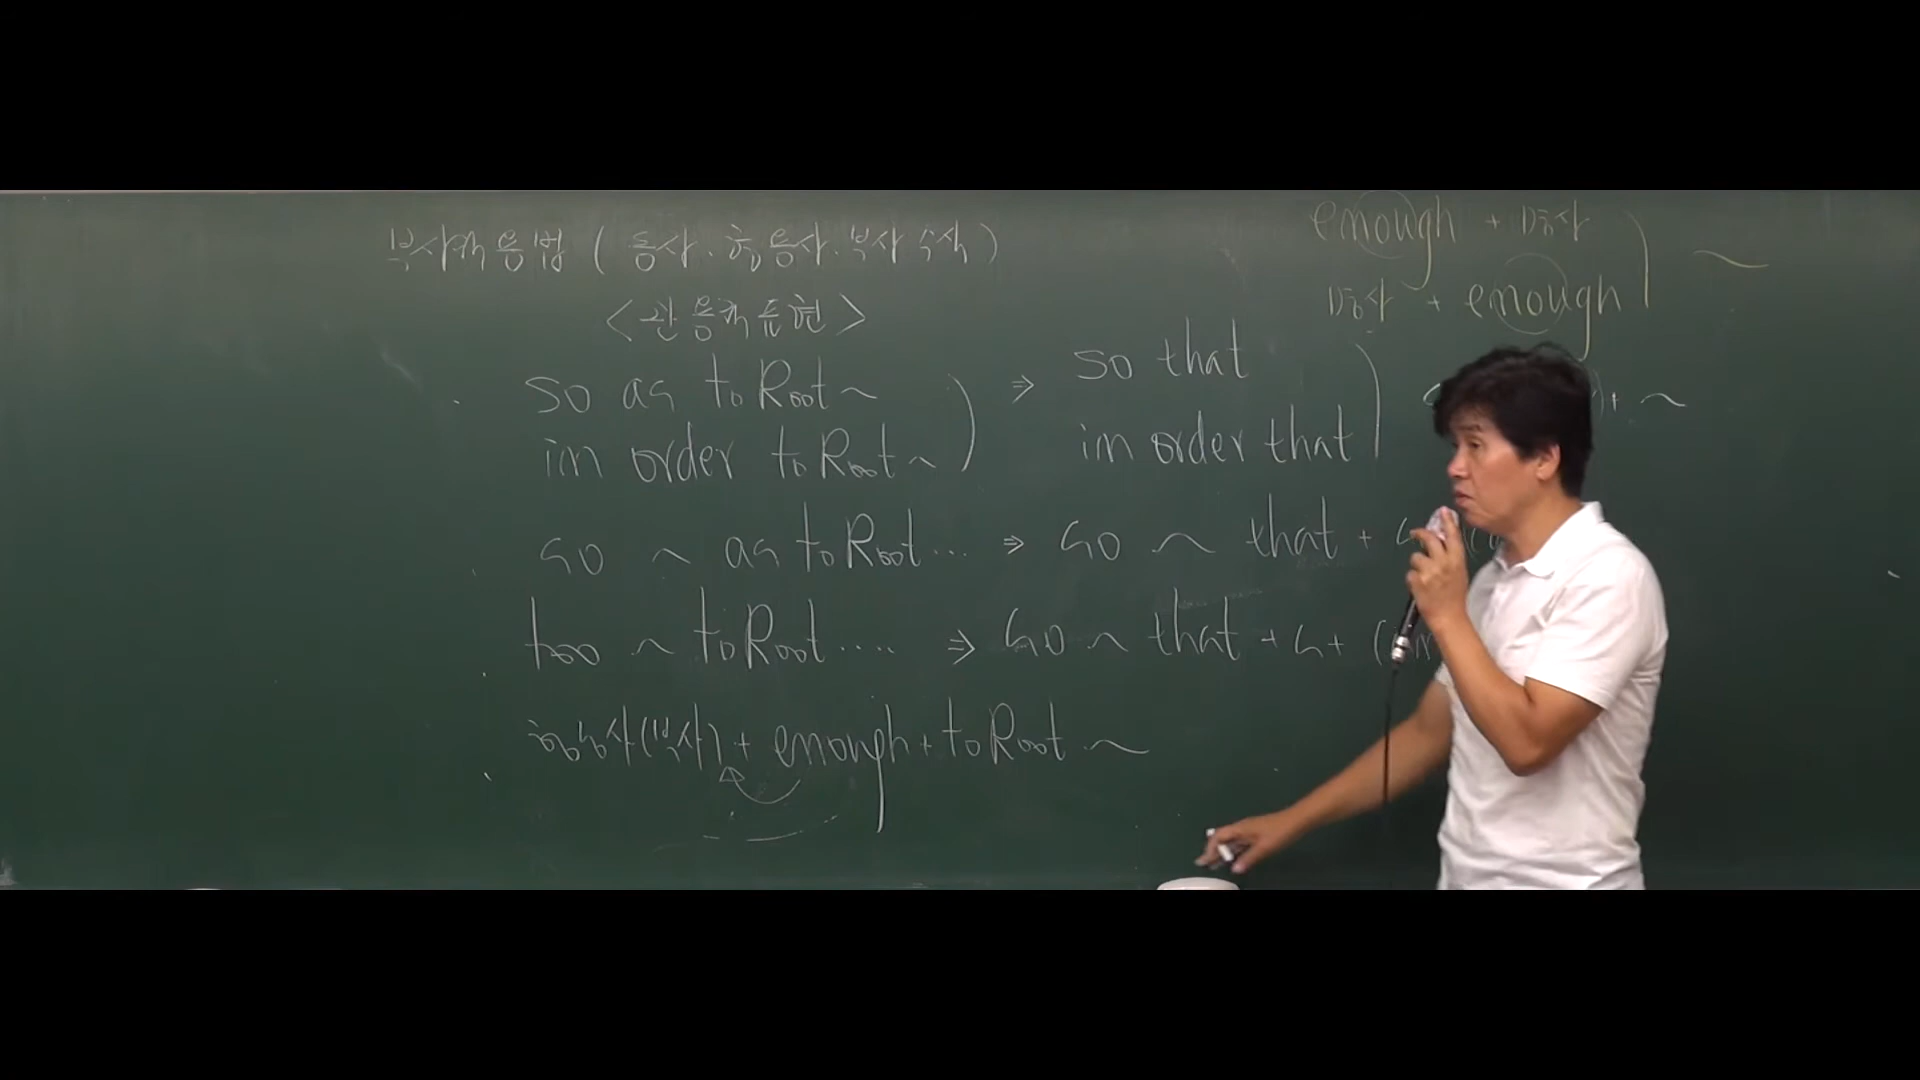 부사적 용법 ( 동사. 형용사. 부사 수식 )
<관용적 표현>
so as to Root ~
in order to Root ~
⇒ so that
in order that
+ ~
so ~ as to Root ... ⇒ so ~ that +
too ~ to Root .... ⇒ so ~ that + S +
형용사(부사) + enough + to Root ~
enough + 명사
명사 + enough
~